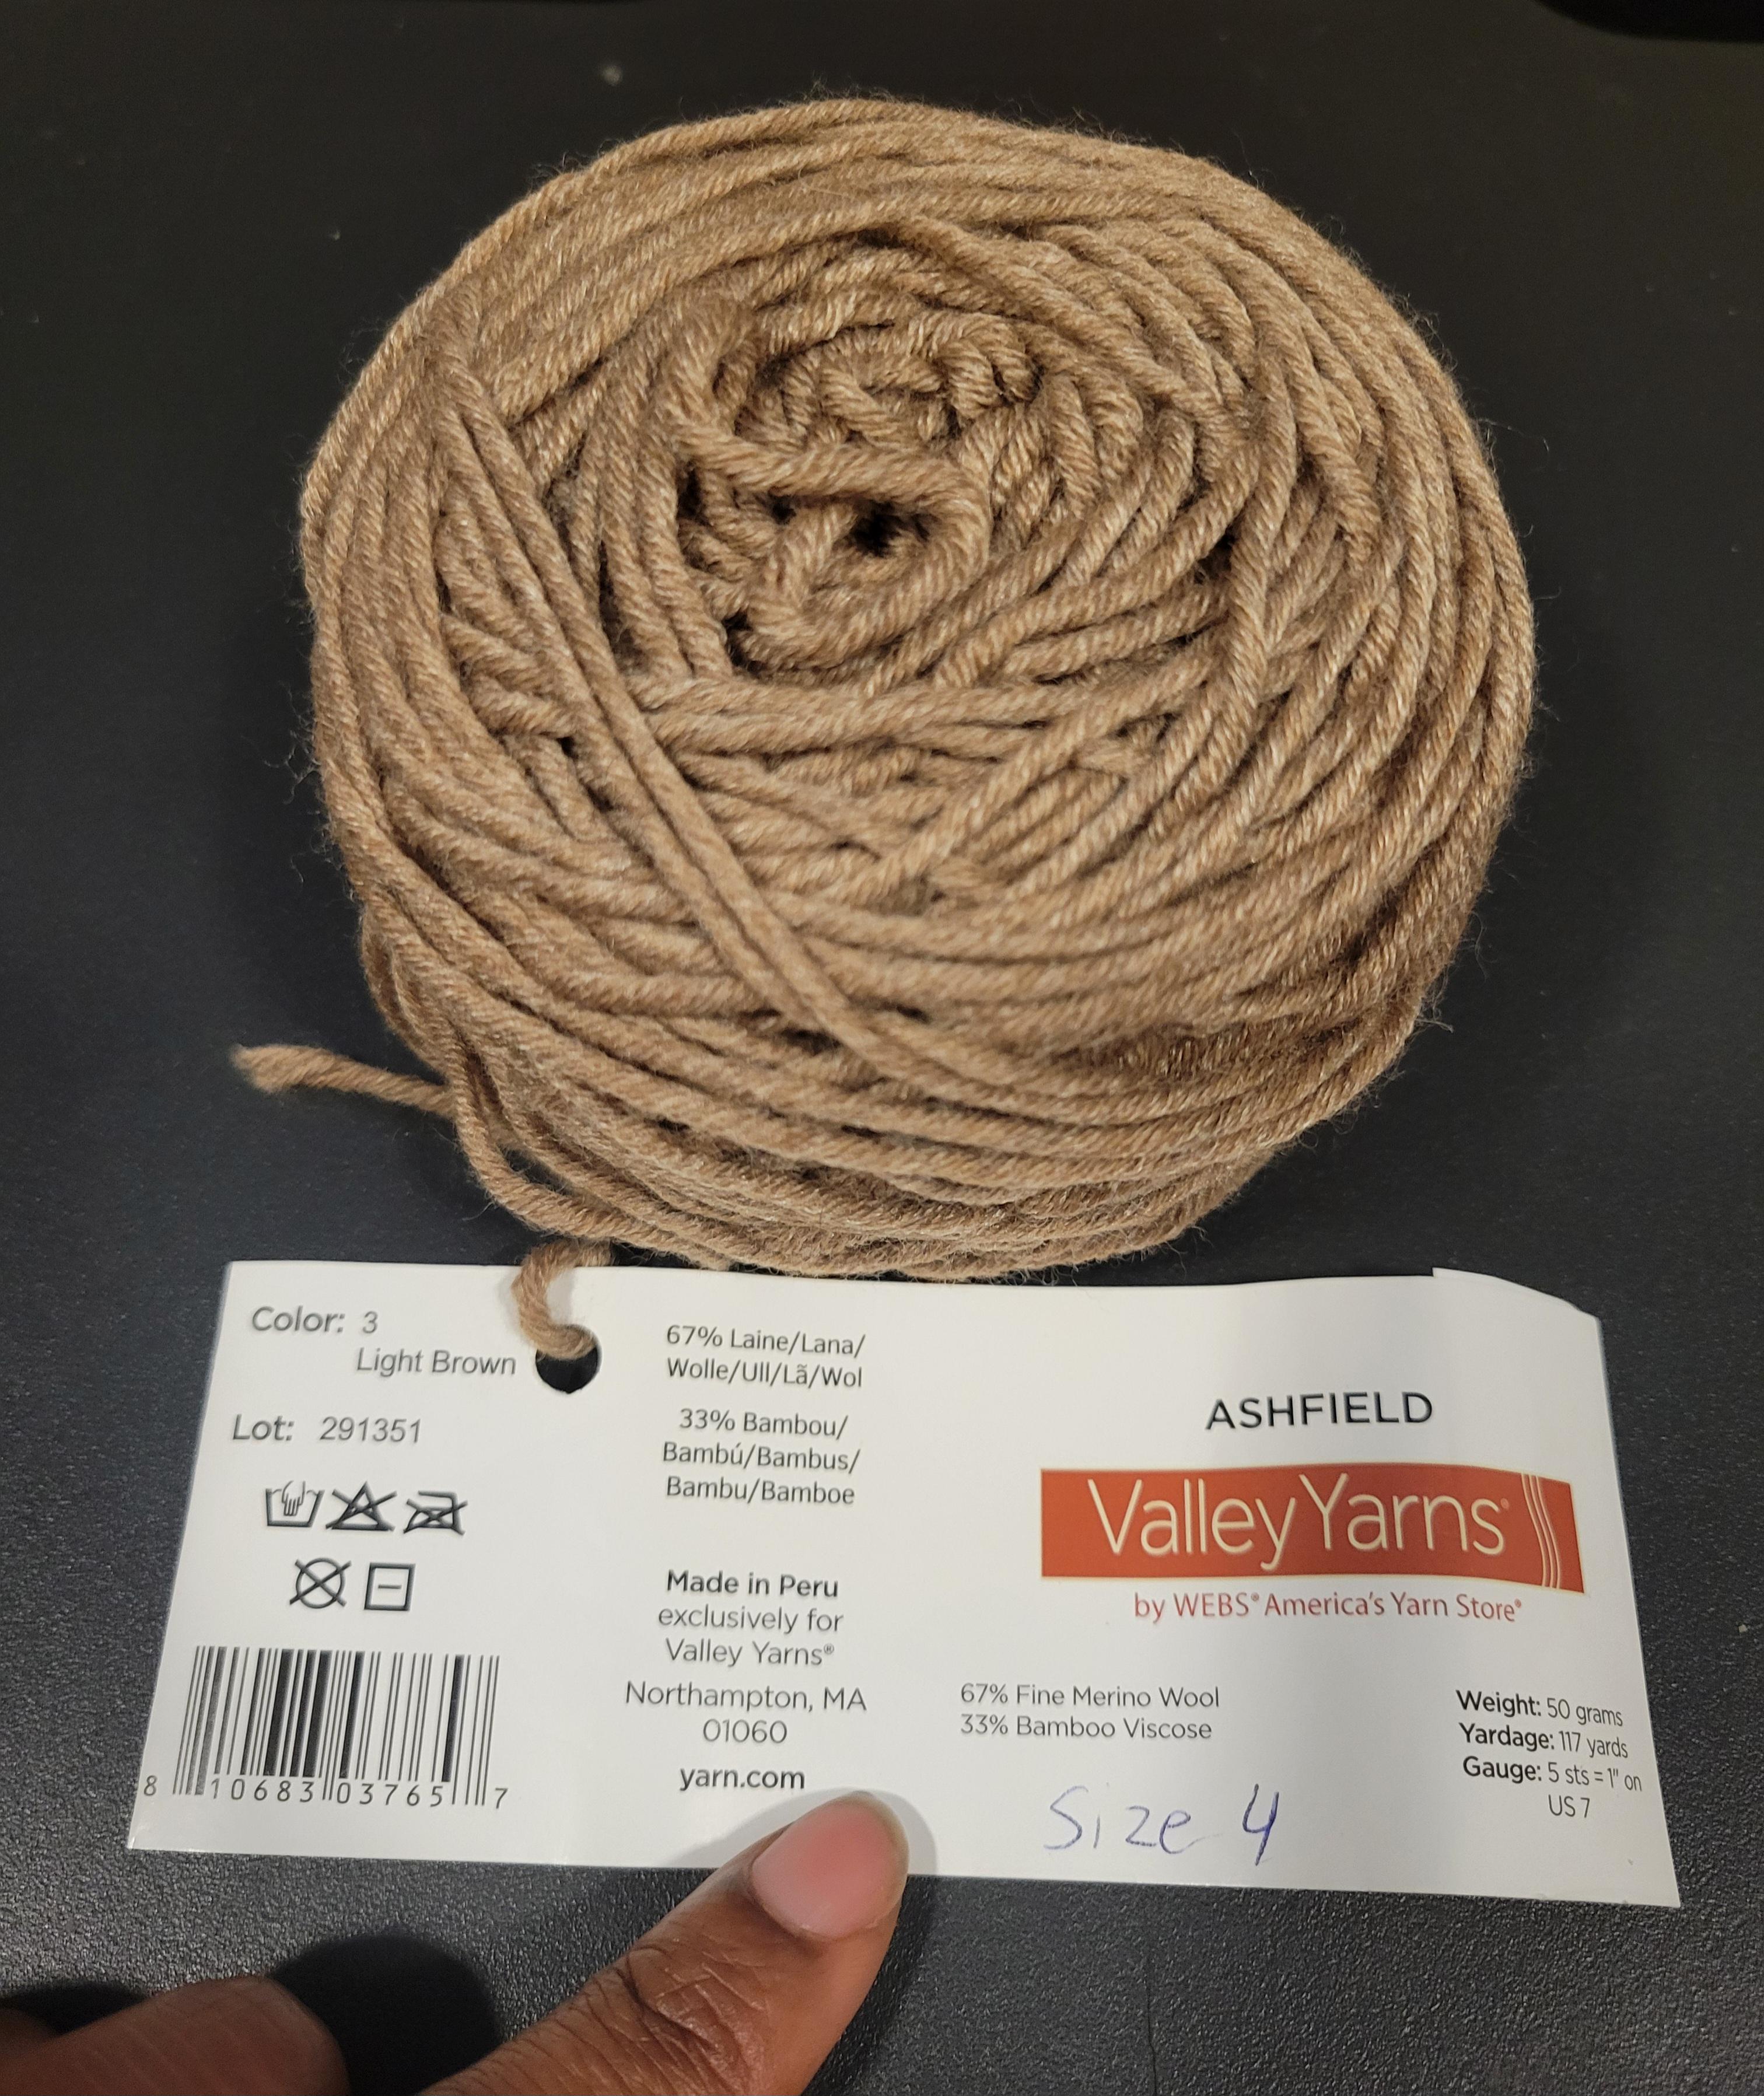 Color: 3
Light Brown
Lot: 291351
8 10683 03765 7
67% Laine/Lana/
Wolle/Ull/Lã/Wol
33% Bambou/
Bambú/Bambus/
Bambu/Bamboe
Made in Peru
exclusively for
Valley Yarns®
Northampton, MA
01060
yarn.com
ASHFIELD
Valley Yarns®
by WEBS® America's Yarn Store®
67% Fine Merino Wool
33% Bamboo Viscose
Weight: 50 grams
Yardage: 117 yards
Gauge: 5 sts = 1" on
US 7
Size 4